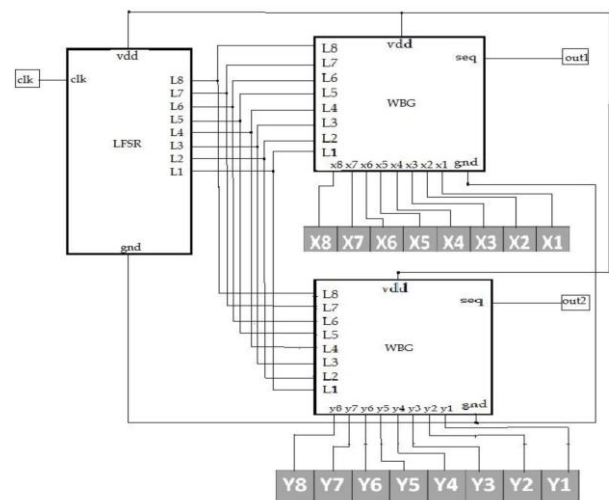 vdd
clk
clk
L8
L7
L6
L5
L4
L3
L2
L1
LFSR
gnd
vdd
L8
L7
L6
L5
L4
L3
L2
L1
WBG
seq
out1
x8 x7 x6 x5 x4 x3 x2 x1
gnd
X8 X7 X6 X5 X4 X3 X2 X1
vdd
L8
L7
L6
L5
L4
L3
L2
L1
WBG
seq
out2
y8 y7 y6 y5 y4 y3 y2 y1
gnd
Y8 Y7 Y6 Y5 Y4 Y3 Y2 Y1